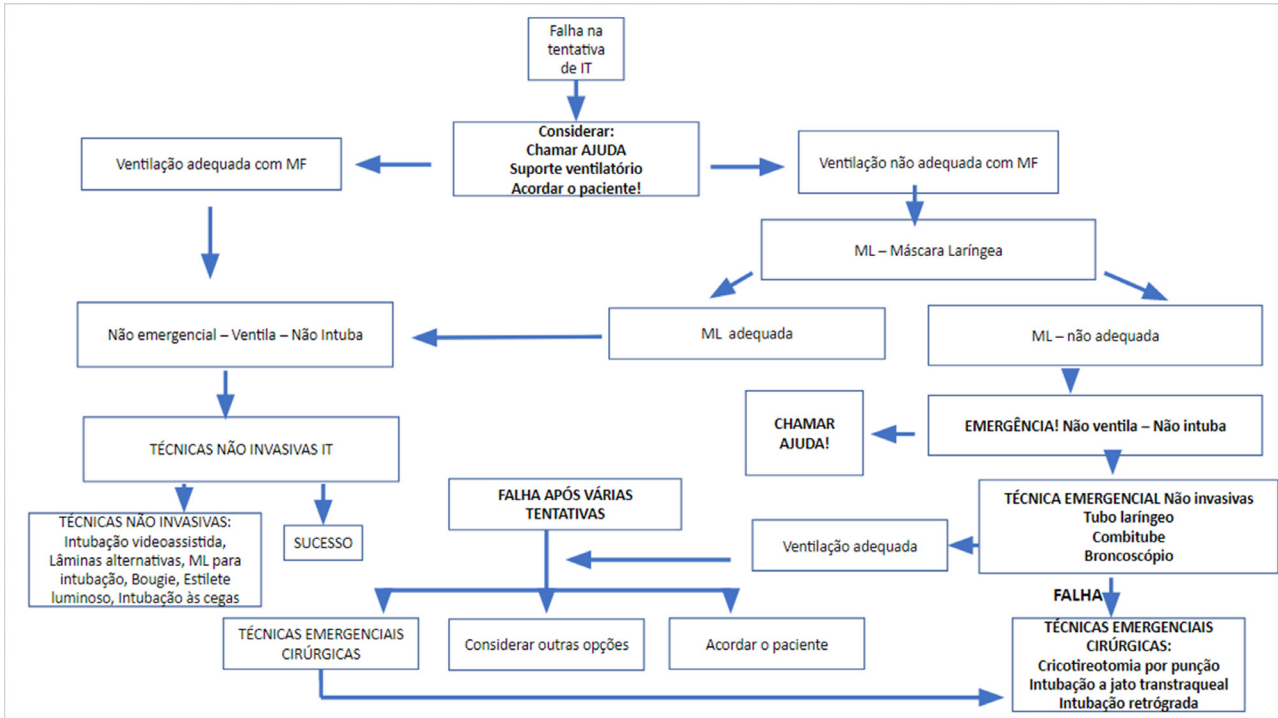 Falha na
tentativa
de IT
Considerar:
Chamar AJUDA
Suporte ventilatório
Acordar o paciente!
Ventilação adequada com MF
Ventilação não adequada com MF
ML – Máscara Laríngea
Não emergencial – Ventila – Não Intuba
ML adequada
ML – não adequada
CHAMAR
AJUDA!
EMERGÊNCIA! Não ventila – Não intuba
TÉCNICAS NÃO INVASIVAS IT
FALHA APÓS VÁRIAS
TENTATIVAS
TÉCNICA EMERGENCIAL Não invasivas
Tubo laríngeo
Combitube
Broncoscópio
TÉCNICAS NÃO INVASIVAS:
Intubação videoassistida,
Lâminas alternativas, ML para
intubação, Bougie, Estilete
luminoso, Intubação às cegas
SUCESSO
Ventilação adequada
FALHA
TÉCNICAS EMERGENCIAIS
CIRÚRGICAS
Considerar outras opções
Acordar o paciente
TÉCNICAS EMERGENCIAIS
CIRÚRGICAS:
Cricotireotomia por punção
Intubação a jato transtraqueal
Intubação retrógrada